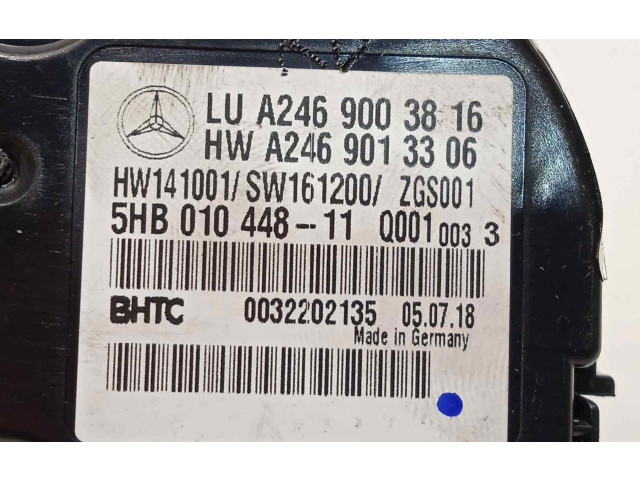 LU A246 900 38 16
HW A246 901 33 06
HW141001/ SW161200/ ZGS001
5HB 010 448--11 Q001 003 3
BHTC 0032202135 05.07.18
Made in Germany